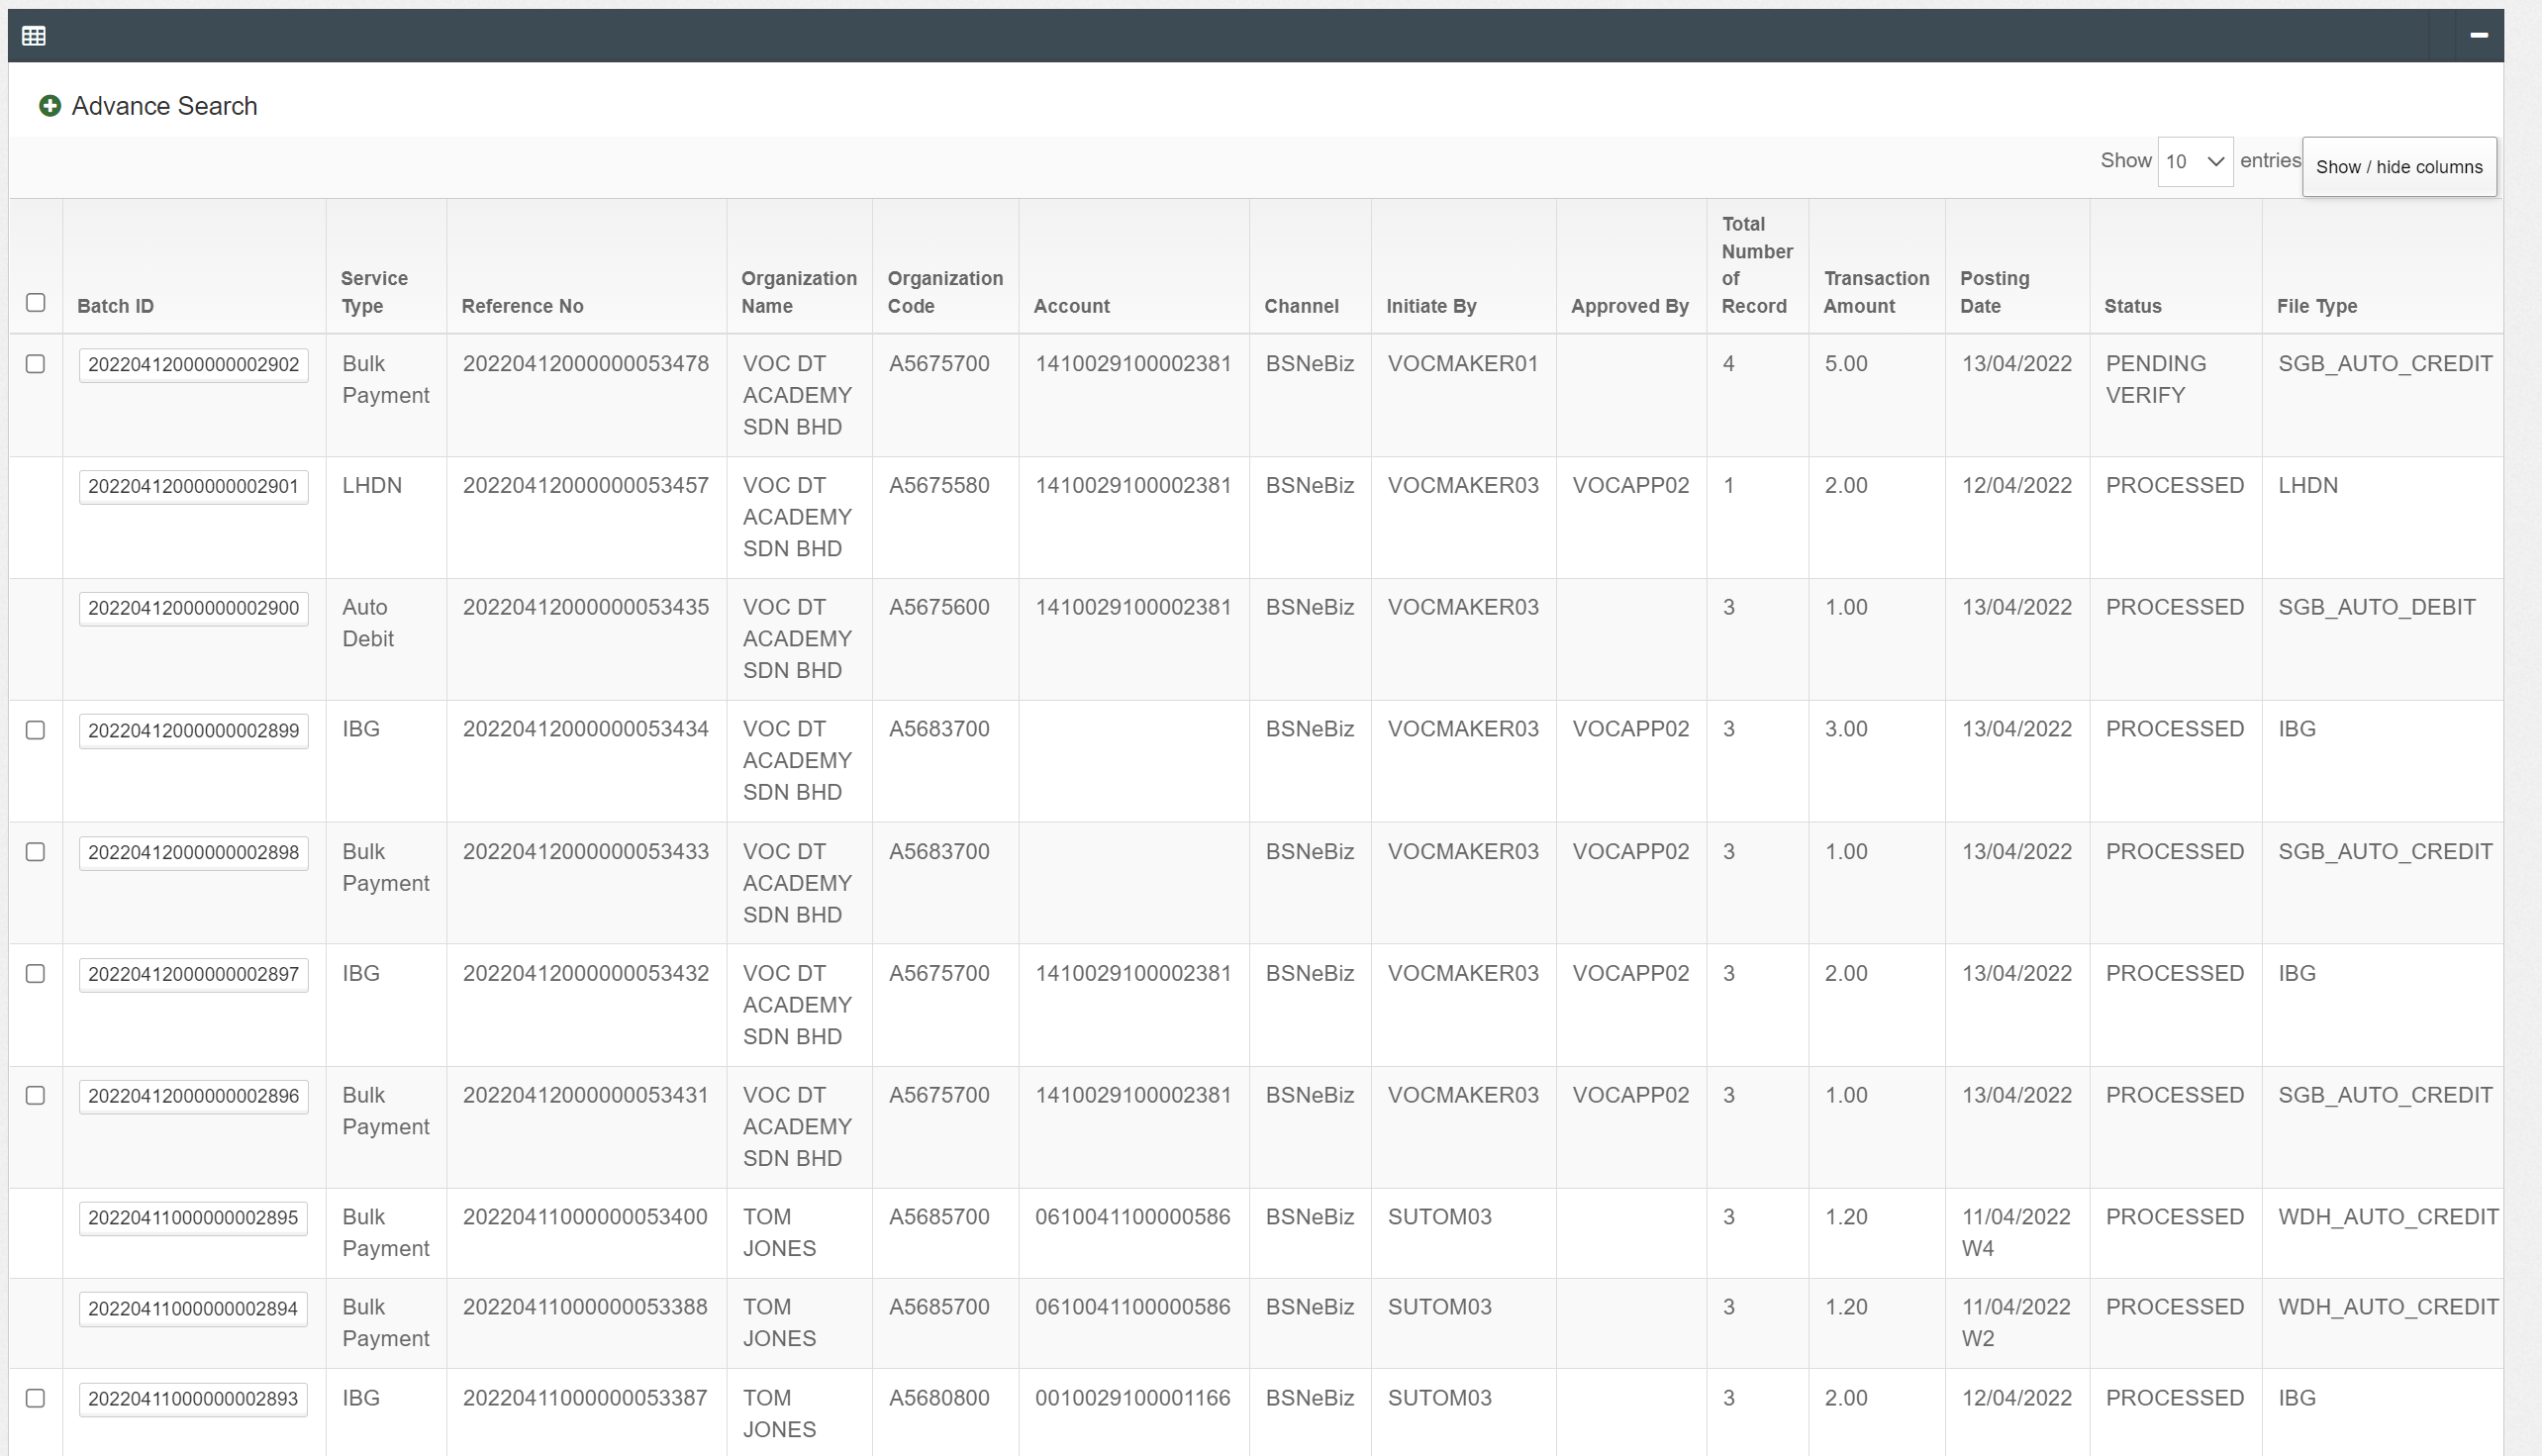 Advance Search
Show 10 entries Show / hide columns
Batch ID Service Type Reference No Organization Name Organization Code Account Channel Initiate By Approved By Total Number of Record Transaction Amount Posting Date Status File Type
20220412000000002902 Bulk Payment 20220412000000053478 VOC DT ACADEMY SDN BHD A5675700 1410029100002381 BSNeBiz VOCMAKER01 4 5.00 13/04/2022 PENDING VERIFY SGB_AUTO_CREDIT
20220412000000002901 LHDN 20220412000000053457 VOC DT ACADEMY SDN BHD A5675580 1410029100002381 BSNeBiz VOCMAKER03 VOCAPP02 1 2.00 12/04/2022 PROCESSED LHDN
20220412000000002900 Auto Debit 20220412000000053435 VOC DT ACADEMY SDN BHD A5675600 1410029100002381 BSNeBiz VOCMAKER03 3 1.00 13/04/2022 PROCESSED SGB_AUTO_DEBIT
20220412000000002899 IBG 20220412000000053434 VOC DT ACADEMY SDN BHD A5683700 BSNeBiz VOCMAKER03 VOCAPP02 3 3.00 13/04/2022 PROCESSED IBG
20220412000000002898 Bulk Payment 20220412000000053433 VOC DT ACADEMY SDN BHD A5683700 BSNeBiz VOCMAKER03 VOCAPP02 3 1.00 13/04/2022 PROCESSED SGB_AUTO_CREDIT
20220412000000002897 IBG 20220412000000053432 VOC DT ACADEMY SDN BHD A5675700 1410029100002381 BSNeBiz VOCMAKER03 VOCAPP02 3 2.00 13/04/2022 PROCESSED IBG
20220412000000002896 Bulk Payment 20220412000000053431 VOC DT ACADEMY SDN BHD A5675700 1410029100002381 BSNeBiz VOCMAKER03 VOCAPP02 3 1.00 13/04/2022 PROCESSED SGB_AUTO_CREDIT
20220411000000002895 Bulk Payment 20220411000000053400 TOM JONES A5685700 0610041100000586 BSNeBiz SUTOM03 3 1.20 11/04/2022 W4 PROCESSED WDH_AUTO_CREDIT
20220411000000002894 Bulk Payment 20220411000000053388 TOM JONES A5685700 0610041100000586 BSNeBiz SUTOM03 3 1.20 11/04/2022 W2 PROCESSED WDH_AUTO_CREDIT
20220411000000002893 IBG 20220411000000053387 TOM JONES A5680800 0010029100001166 BSNeBiz SUTOM03 3 2.00 12/04/2022 PROCESSED IBG